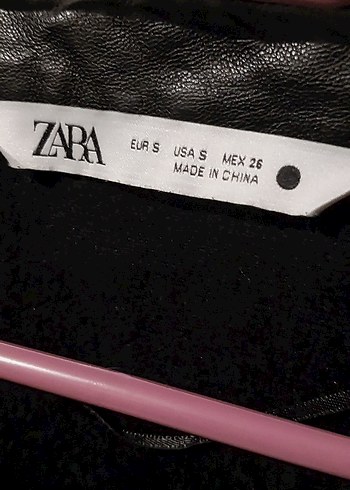 ZARA EUR S USA S MEX 26
MADE IN CHINA